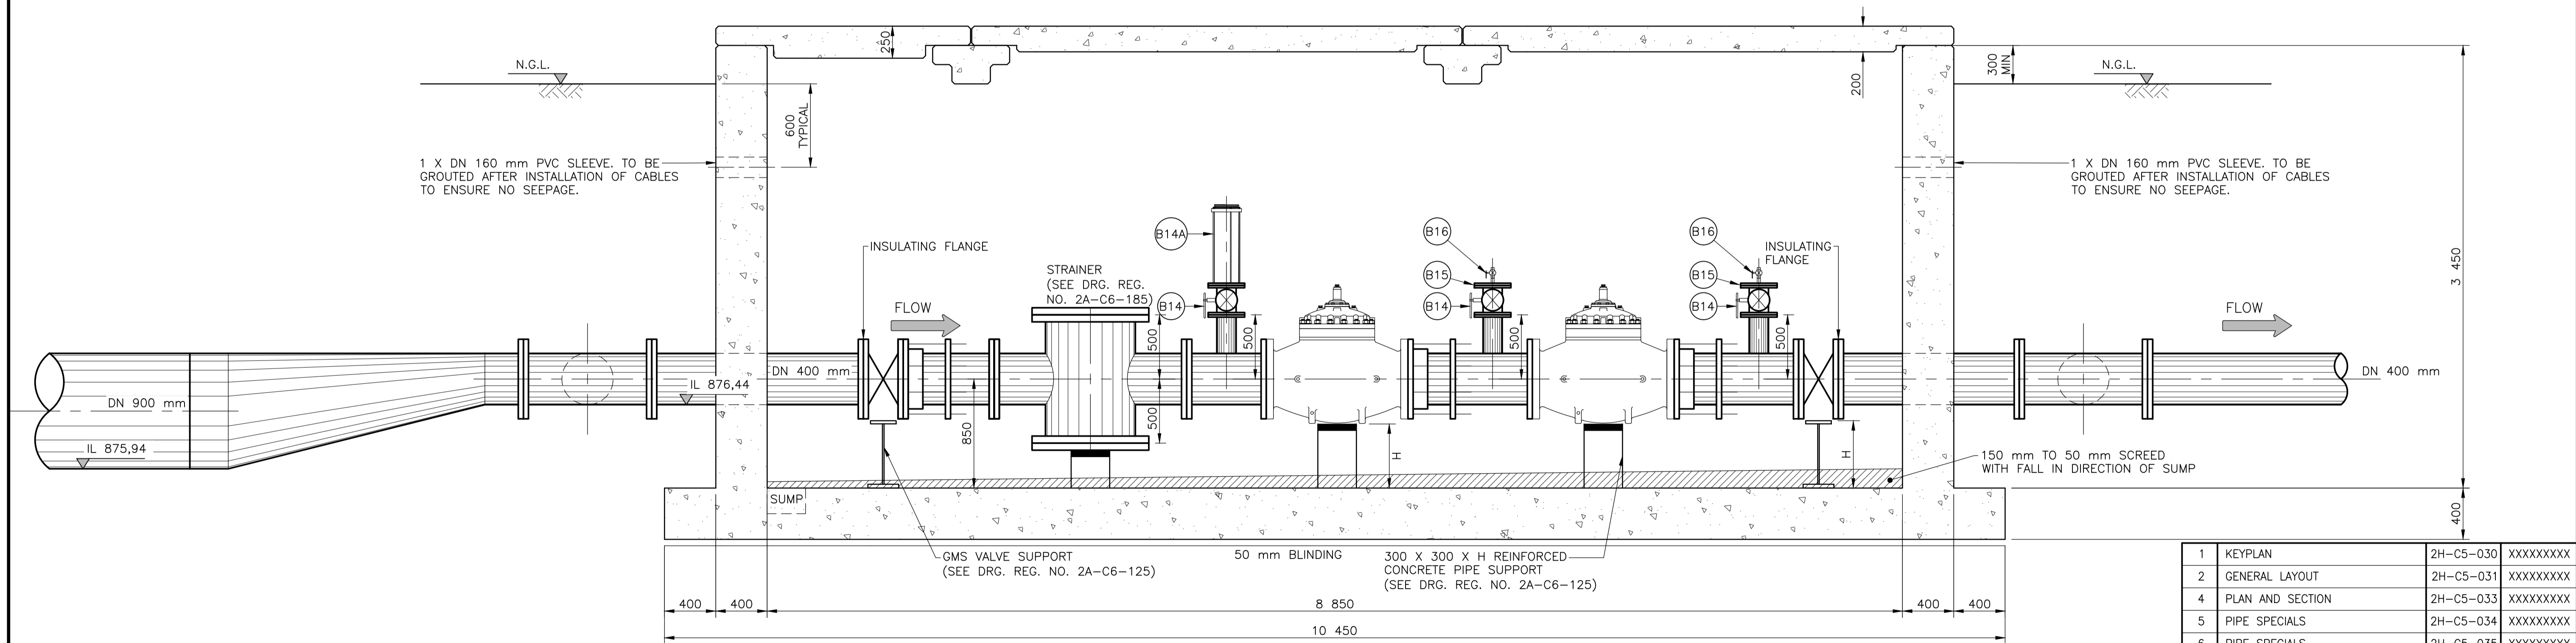 250
200
300
MIN
N.G.L.
N.G.L.
600
TYPICAL
1 X DN 160 mm PVC SLEEVE. TO BE
GROUTED AFTER INSTALLATION OF CABLES
TO ENSURE NO SEEPAGE.
1 X DN 160 mm PVC SLEEVE. TO BE
GROUTED AFTER INSTALLATION OF CABLES
TO ENSURE NO SEEPAGE.
B14A
B16
B16
INSULATING FLANGE
INSULATING
FLANGE
STRAINER
(SEE DRG. REG.
NO. 2A-C6-185)
B15
B15
3 450
B14
B14
B14
FLOW
FLOW
500
500
500
500
DN 400 mm
DN 400 mm
IL 876,44
DN 900 mm
500
850
IL 875,94
H
H
150 mm TO 50 mm SCREED
WITH FALL IN DIRECTION OF SUMP
SUMP
400
GMS VALVE SUPPORT
(SEE DRG. REG. NO. 2A-C6-125)
50 mm BLINDING
300 X 300 X H REINFORCED
CONCRETE PIPE SUPPORT
(SEE DRG. REG. NO. 2A-C6-125)
400
400
8 850
400
400
10 450
1 KEYPLAN 2H-C5-030 XXXXXXXXX
2 GENERAL LAYOUT 2H-C5-031 XXXXXXXXX
4 PLAN AND SECTION 2H-C5-033 XXXXXXXXX
5 PIPE SPECIALS 2H-C5-034 XXXXXXXXX
6 PIPE SPECIALS 2H-C5-035 XXXXXXXXX